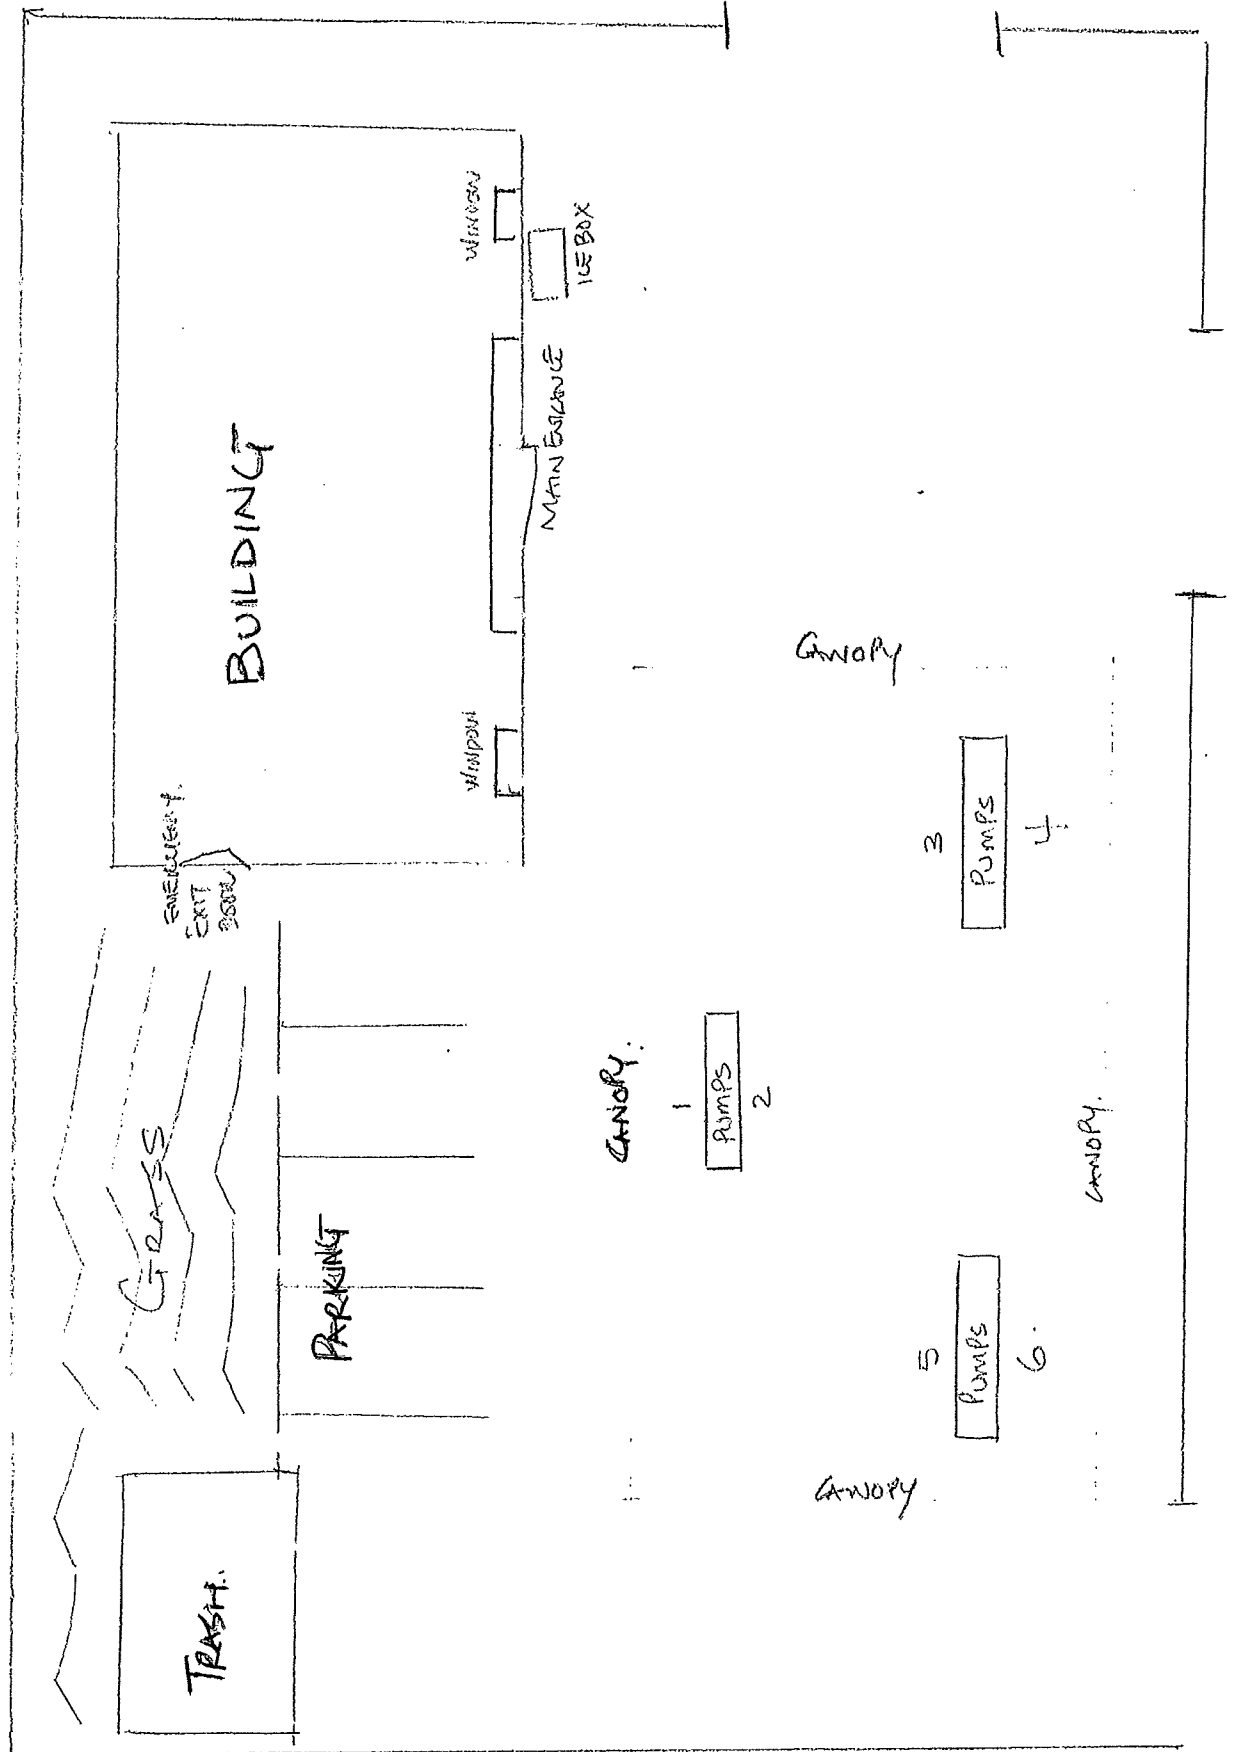 GRASS
TRASH.
PARKING
EXIT
DOOR
BUILDING
WINDOW
WINDOW
MAIN ENTRANCE
ICE BOX
CANOPY.
1
PUMPS
2
CANOPY
CANOPY
5
PUMPS
6.
3
PUMPS
4
CANOPY.